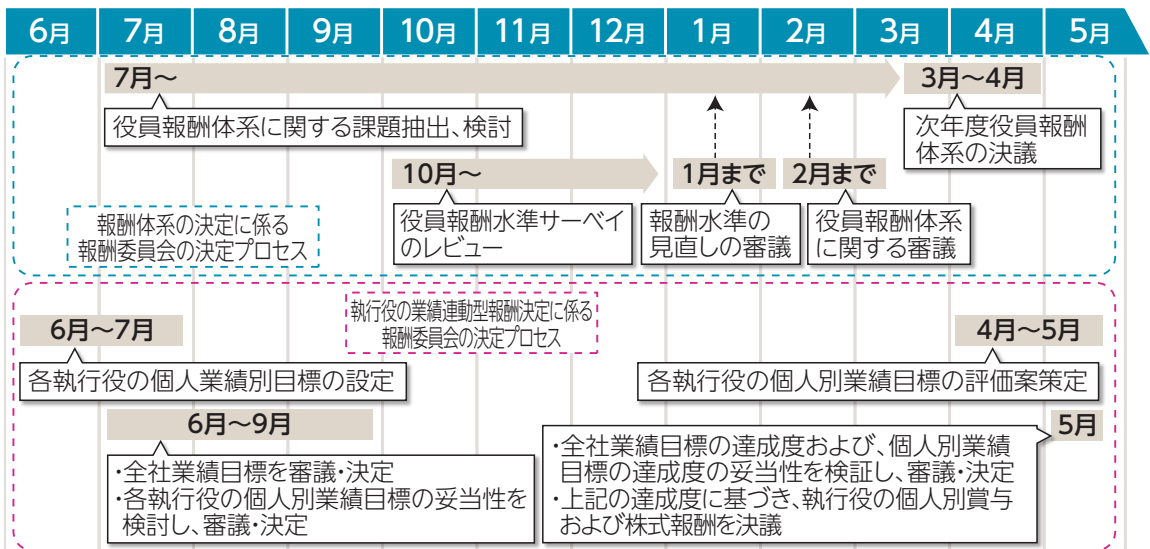 6月 7月 8月 9月 10月 11月 12月 1月 2月 3月 4月 5月
7月～
役員報酬体系に関する課題抽出、検討
3月～4月
次年度役員報酬
体系の決議
10月～
役員報酬水準サーベイ
のレビュー
1月まで
報酬水準の
見直しの審議
2月まで
役員報酬体系
に関する審議
報酬体系の決定に係る
報酬委員会の決定プロセス
執行役の業績連動型報酬決定に係る
報酬委員会の決定プロセス
6月～7月
各執行役の個人業績別目標の設定
4月～5月
各執行役の個人別業績目標の評価案策定
6月～9月
・全社業績目標を審議・決定
・各執行役の個人別業績目標の妥当性を
検討し、審議・決定
5月
・全社業績目標の達成度および、個人別業績
目標の達成度の妥当性を検証し、審議・決定
・上記の達成度に基づき、執行役の個人別賞与
および株式報酬を決議